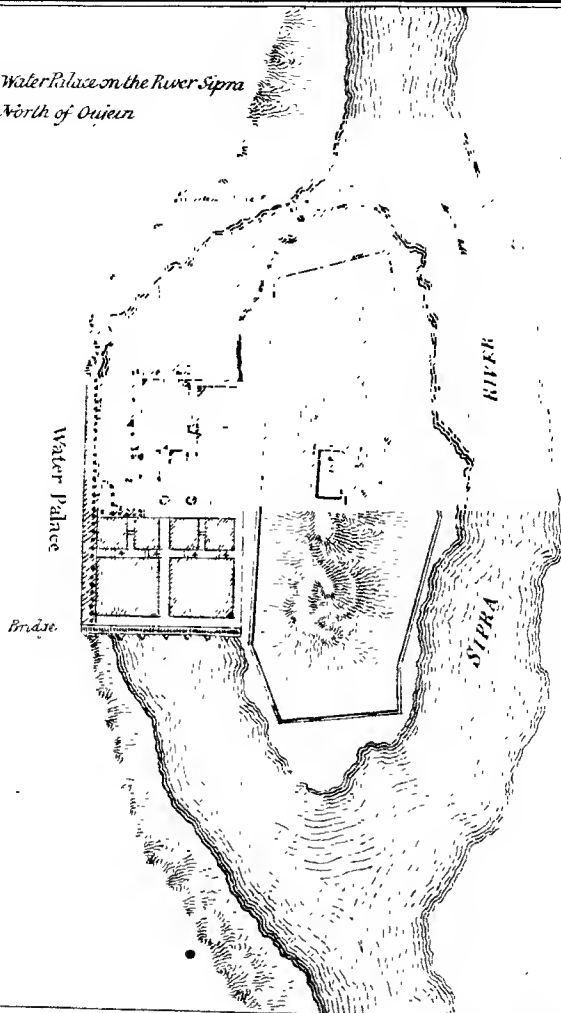 Water Palace on the River Sipra
North of Oujein
RIVER
Water Palace
SIPRA
Bridge